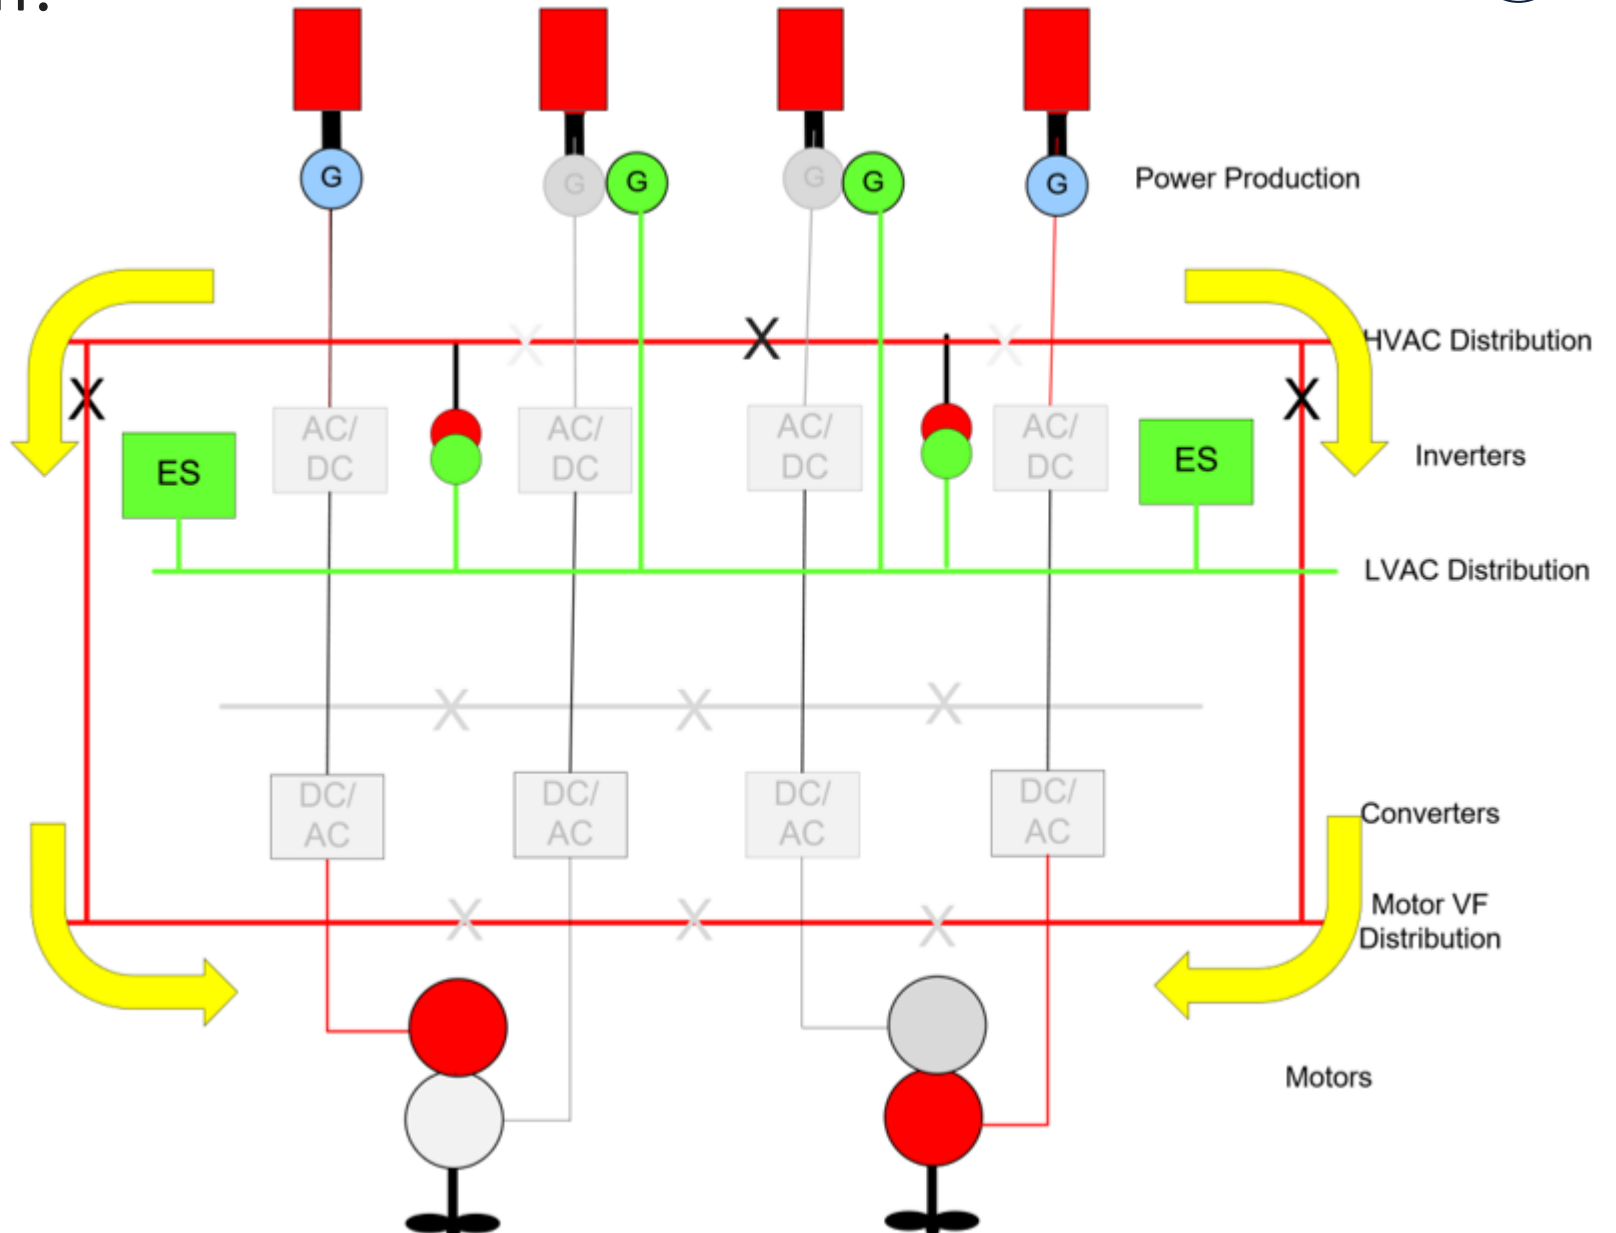 G
G
G
G
G
G
Power Production
X
X
X
HVAC Distribution
X
X
AC/
DC
AC/
DC
AC/
DC
AC/
DC
ES
ES
Inverters
LVAC Distribution
X
X
X
DC/
AC
DC/
AC
DC/
AC
DC/
AC
Converters
X
X
X
Motor VF
Distribution
Motors